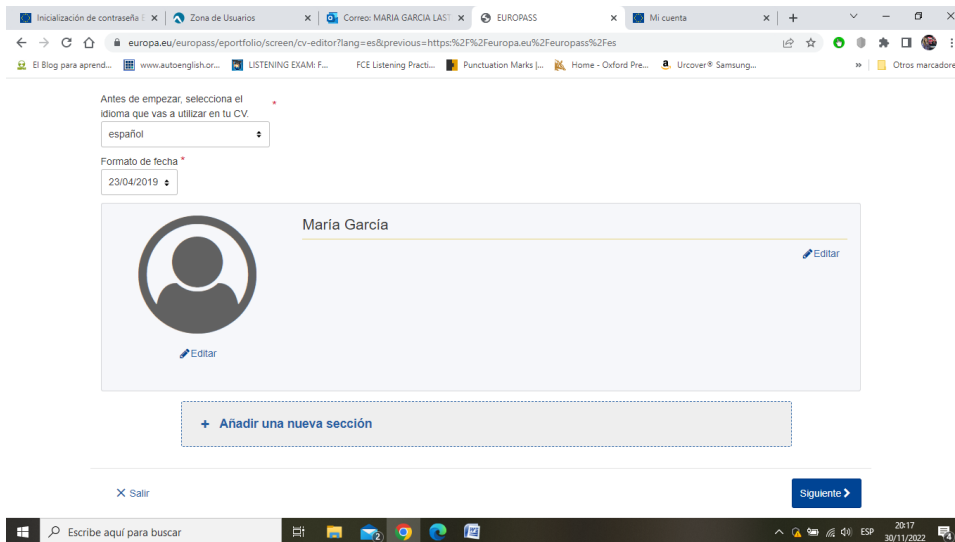 Inicialización de contraseña E
Zona de Usuarios
Correo: MARIA GARCIA LAST
EUROPASS
Mi cuenta
europa.eu/europass/eportfolio/screen/cv-editor?lang=es&previous=https:%2F%2Feuropa.eu%2Feuropass%2Fes
El Blog para aprend...
www.autoenglish.or...
LISTENING EXAM: F...
FCE Listening Practi...
Punctuation Marks |...
Home - Oxford Pre...
Urcover® Samsung...
»
Otros marcadores
Antes de empezar, selecciona el *
idioma que vas a utilizar en tu CV.
español
Formato de fecha *
23/04/2019
María García
Editar
Editar
+ Añadir una nueva sección
Salir
Siguiente
Escribe aquí para buscar
2
ESP
20:17
30/11/2022
4